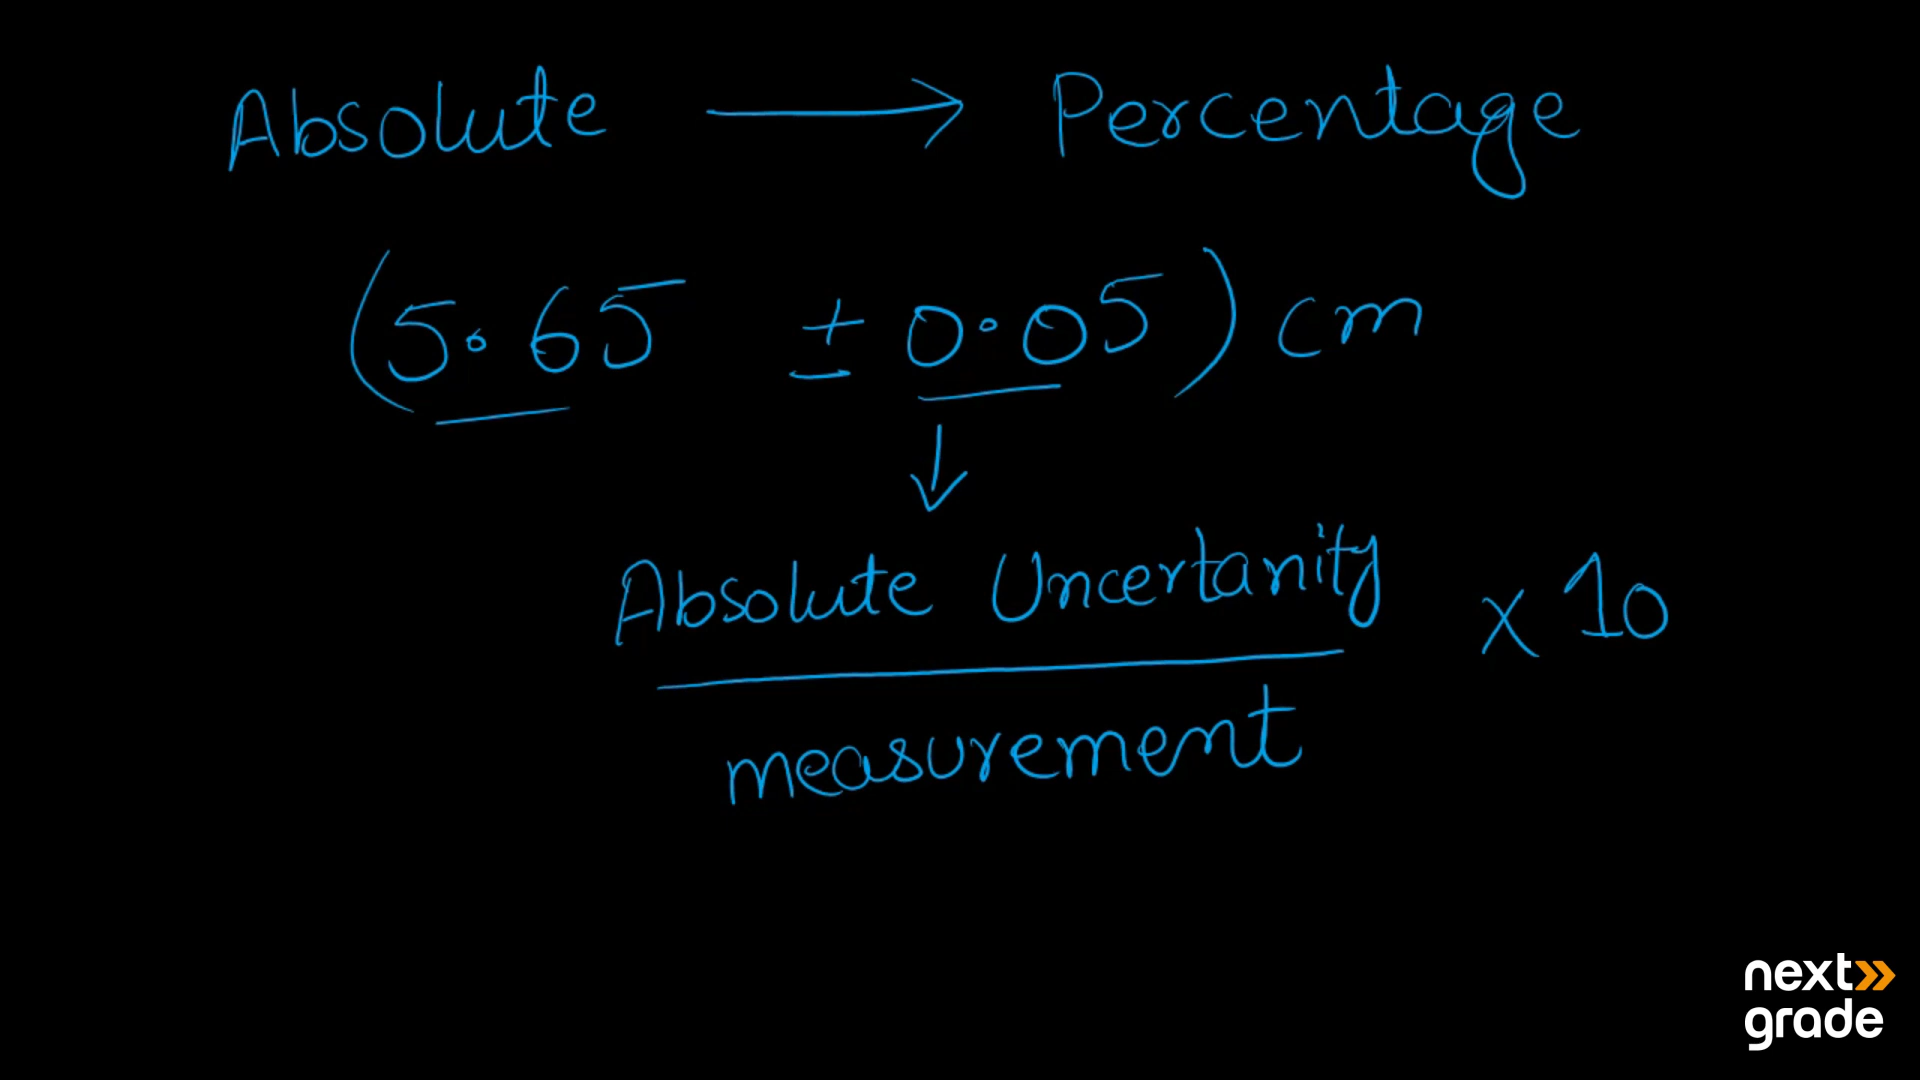 Absolute → Percentage
(5.65 ± 0.05) cm
↓
Absolute Uncertanity × 10
measurement
next
grade